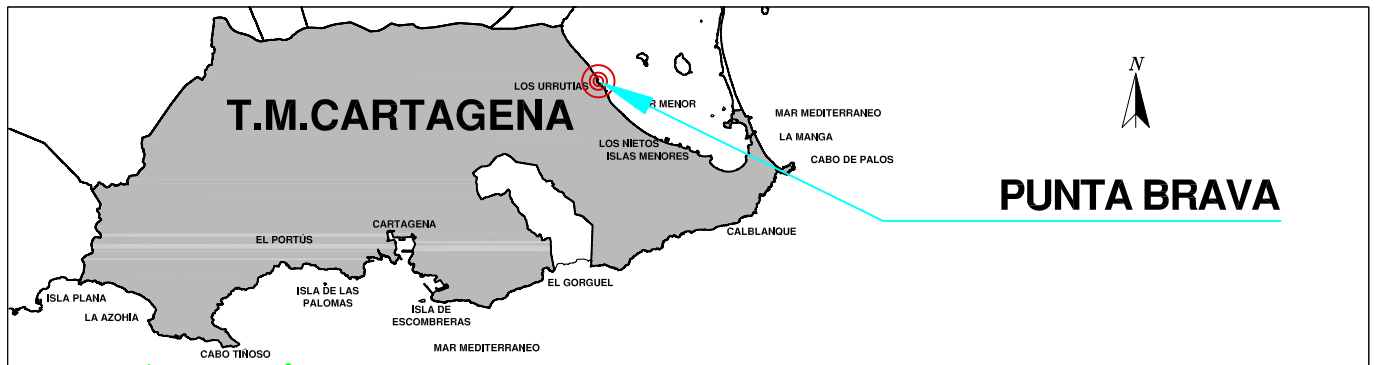 N
LOS URRUTIAS
R MENOR
T.M.CARTAGENA
MAR MEDITERRANEO
LA MANGA
LOS NIETOS
ISLAS MENORES
CABO DE PALOS
PUNTA BRAVA
CARTAGENA
CALBLANQUE
EL PORTÚS
EL GORGUEL
ISLA PLANA
ISLA DE LAS
PALOMAS
LA AZOHIA
ISLA DE
ESCOMBRERAS
MAR MEDITERRANEO
CABO TIÑOSO